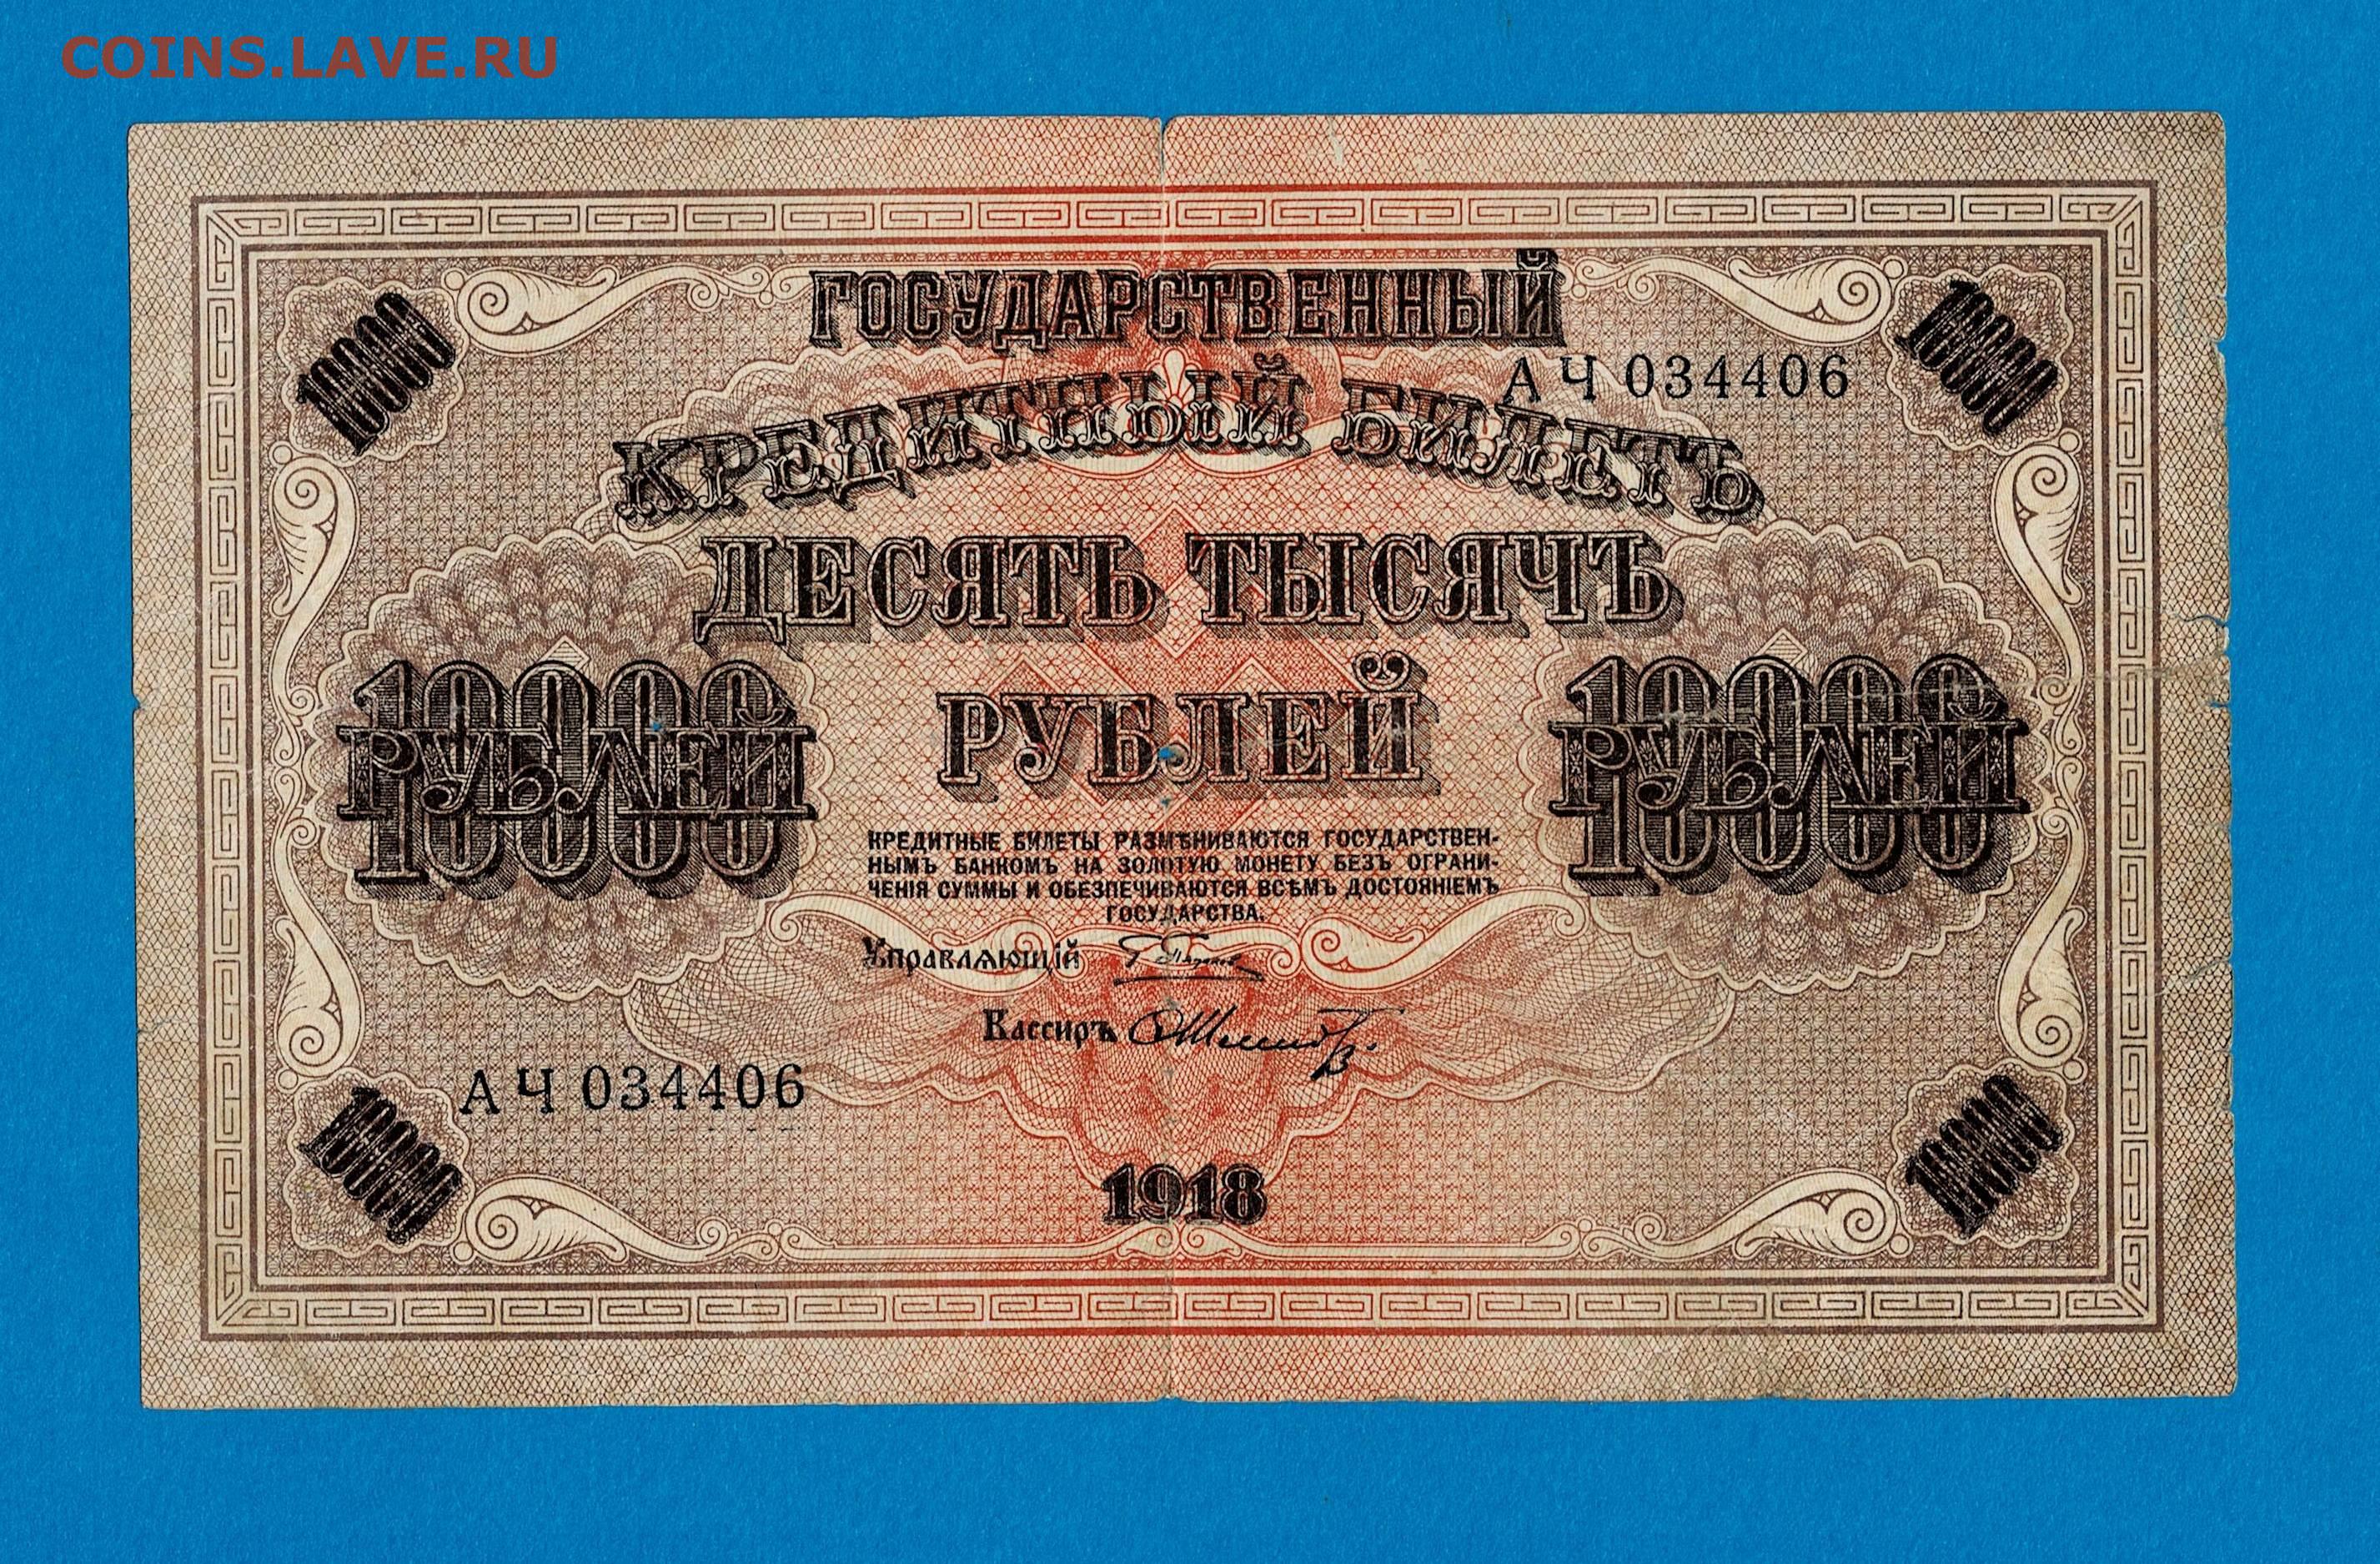 COINS.LAVE.RU
ГОСУДАРСТВЕННЫЙ
АЧ 034406
КРЕДИТНЫЙ БИЛЕТЪ
ДЕСЯТЬ ТЫСЯЧЪ
РУБЛЕЙ
10000
10000
10000
РУБЛЕЙ
10000
РУБЛЕЙ
КРЕДИТНЫЕ БИЛЕТЫ РАЗМѢНИВАЮТСЯ ГОСУДАРСТВЕН-
НЫМЪ БАНКОМЪ НА ЗОЛОТУЮ МОНЕТУ БЕЗЪ ОГРАНИ-
ЧЕНІЯ СУММЫ И ОБЕЗПЕЧИВАЮТСЯ ВСѢМЪ ДОСТОЯНІЕМЪ
ГОСУДАРСТВА.
Управляющій
Кассиръ
АЧ 034406
10000
10000
1918